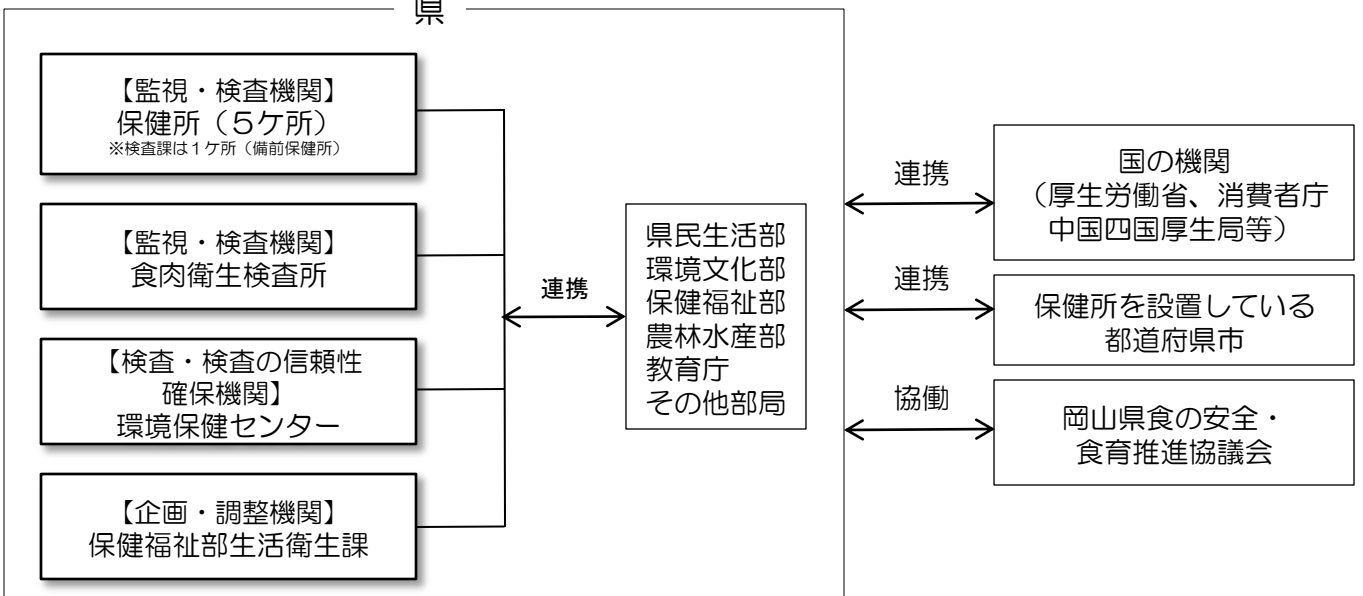 県
【監視・検査機関】
保健所（５ケ所）
※検査課は１ケ所（備前保健所）
【監視・検査機関】
食肉衛生検査所
【検査・検査の信頼性
確保機関】
環境保健センター
【企画・調整機関】
保健福祉部生活衛生課
連携
県民生活部
環境文化部
保健福祉部
農林水産部
教育庁
その他部局
連携
国の機関
（厚生労働省、消費者庁
中国四国厚生局等）
連携
保健所を設置している
都道府県市
協働
岡山県食の安全・
食育推進協議会